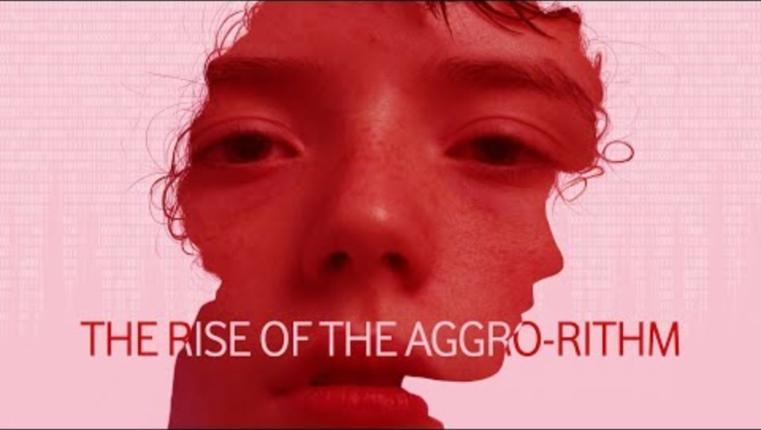 THE RISE OF THE AGGRO-RITHM